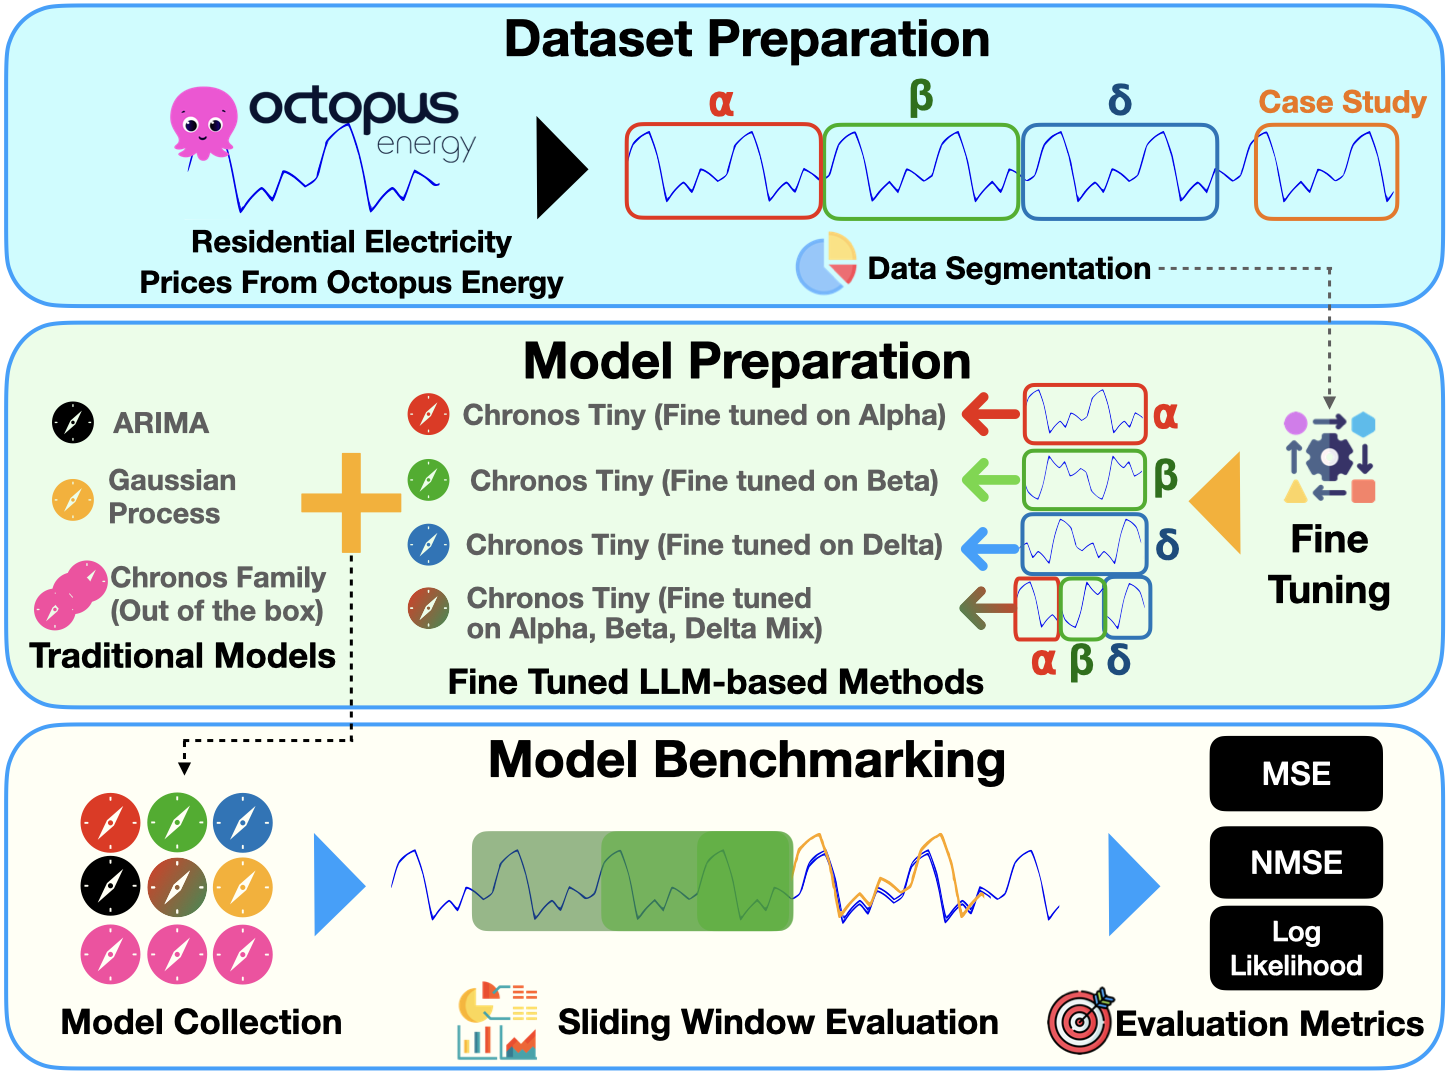 Dataset Preparation
octopus
energy
Residential Electricity
Prices From Octopus Energy
α
β
δ
Case Study
Data Segmentation
Model Preparation
ARIMA
Gaussian
Process
Chronos Family
(Out of the box)
Traditional Models
Chronos Tiny (Fine tuned on Alpha)
α
Chronos Tiny (Fine tuned on Beta)
β
Chronos Tiny (Fine tuned on Delta)
δ
Chronos Tiny (Fine tuned
on Alpha, Beta, Delta Mix)
α β δ
Fine Tuned LLM-based Methods
Fine
Tuning
Model Benchmarking
Model Collection
Sliding Window Evaluation
MSE
NMSE
Log
Likelihood
Evaluation Metrics